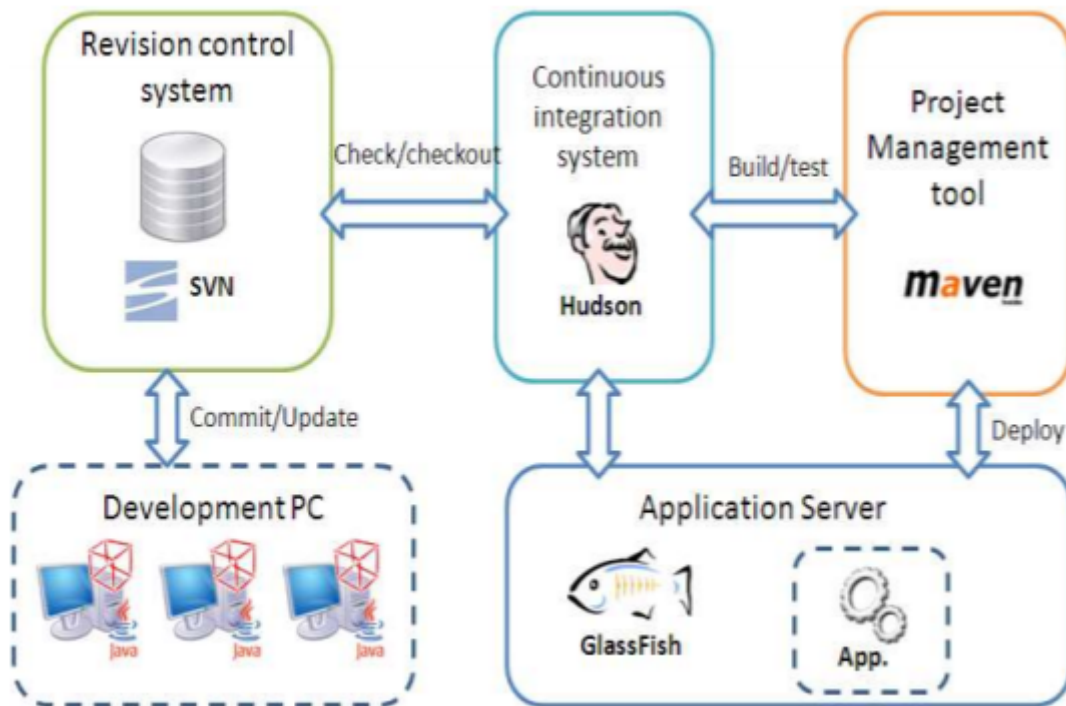 Revision control
system
SVN
Check/checkout
Continuous
integration
system
Hudson
Build/test
Project
Management
tool
maven
Commit/Update
Deploy
Development PC
Java
Java
Java
Application Server
GlassFish
App.